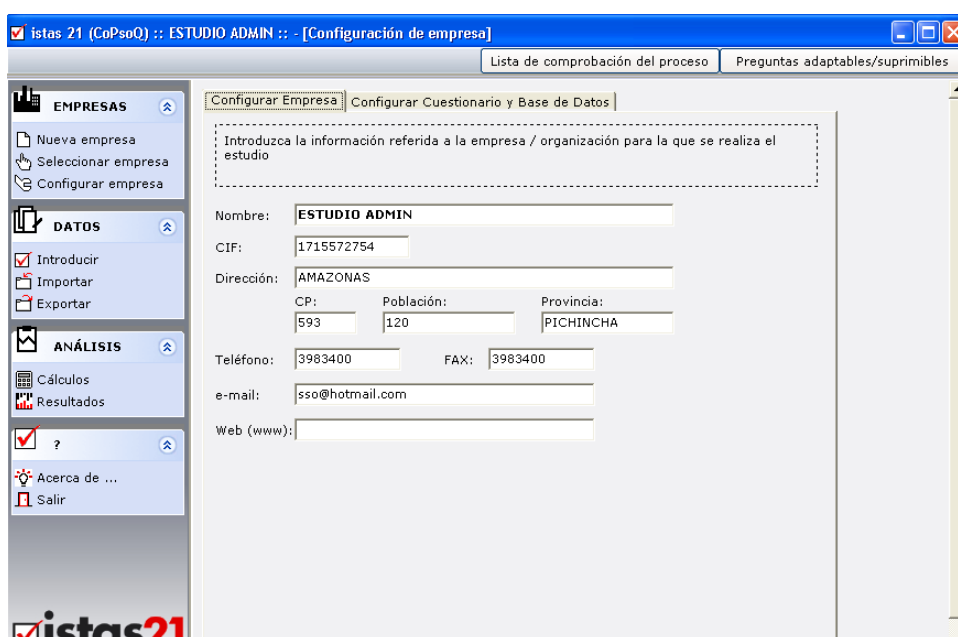 istas 21 (CoPsoQ) :: ESTUDIO ADMIN :: - [Configuración de empresa]
Lista de comprobación del proceso
Preguntas adaptables/suprimibles
EMPRESAS
Nueva empresa
Seleccionar empresa
Configurar empresa
DATOS
Introducir
Importar
Exportar
ANÁLISIS
Cálculos
Resultados
?
Acerca de ...
Salir
istas21
Configurar Empresa
Configurar Cuestionario y Base de Datos
Introduzca la información referida a la empresa / organización para la que se realiza el
estudio
Nombre: ESTUDIO ADMIN
CIF: 1715572754
Dirección: AMAZONAS
CP: Población: Provincia:
593 120 PICHINCHA
Teléfono: 3983400 FAX: 3983400
e-mail: sso@hotmail.com
Web (www):